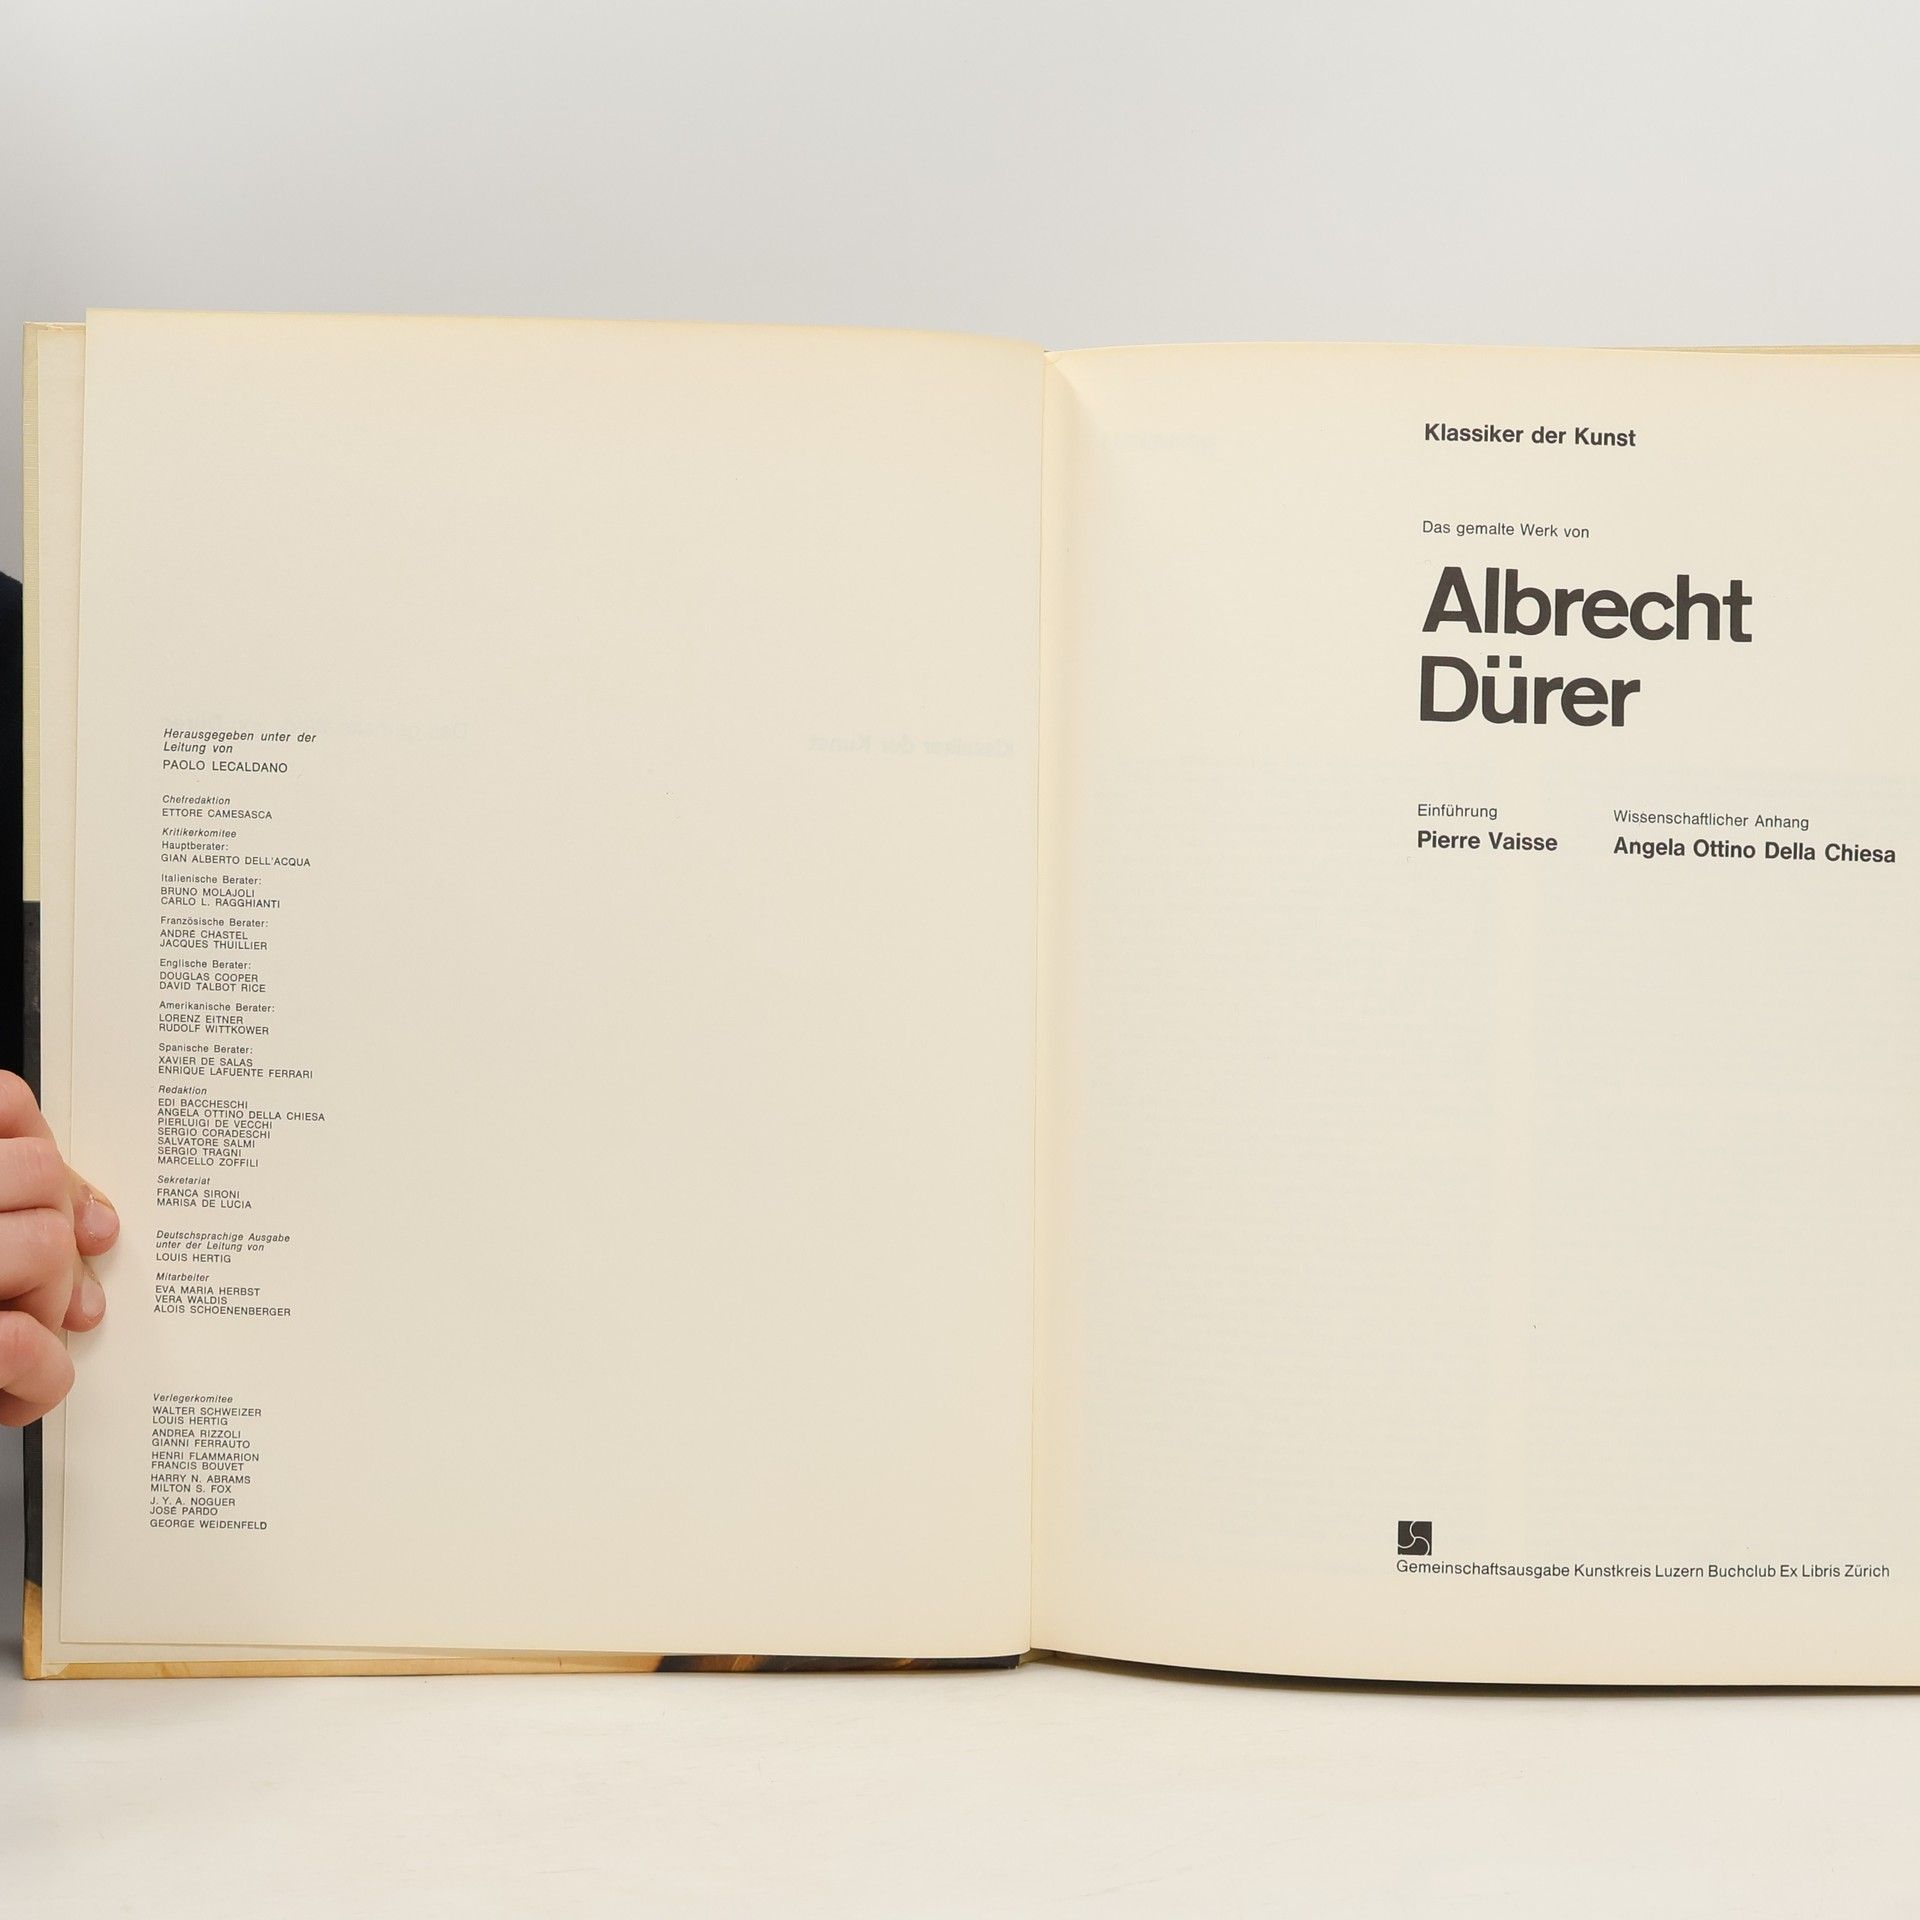 Herausgegeben unter der
Leitung von
PAOLO LECALDANO
Chefredaktion
ETTORE CAMESASCA
Kritikerkomitee
Hauptberater:
GIAN ALBERTO DELL'ACQUA
Italienische Berater:
BRUNO MOLAJOLI
CARLO L. RAGGHIANTI
Französische Berater:
ANDRÉ CHASTEL
JACQUES THUILLIER
Englische Berater:
DOUGLAS COOPER
DAVID TALBOT RICE
Amerikanische Berater:
LORENZ EITNER
RUDOLF WITTKOWER
Spanische Berater:
XAVIER DE SALAS
ENRIQUE LAFUENTE FERRARI
Redaktion
EDI BACCHESCHI
ANGELA OTTINO DELLA CHIESA
PIERLUIGI DE VECCHI
SERGIO CORADESCHI
SALVATORE SALMI
SERGIO TRAGNI
MARCELLO ZOFFILI
Sekretariat
FRANCA SIRONI
MARISA DE LUCIA
Deutschsprachige Ausgabe
unter der Leitung von
LOUIS HERTIG
Mitarbeiter
EVA MARIA HERBST
VERA WALDIS
ALOIS SCHOENENBERGER
Verlegerkomitee
WALTER SCHWEIZER
LOUIS HERTIG
ANDREA RIZZOLI
GIANNI FERRAUTO
HENRI FLAMMARION
FRANCIS BOUVET
HARRY N. ABRAMS
MILTON S. FOX
J. Y. A. NOGUER
JOSÉ PARDO
GEORGE WEIDENFELD
Klassiker der Kunst
Das gemalte Werk von
Albrecht
Dürer
Einführung
Pierre Vaisse
Wissenschaftlicher Anhang
Angela Ottino Della Chiesa
Gemeinschaftsausgabe Kunstkreis Luzern Buchclub Ex Libris Zürich